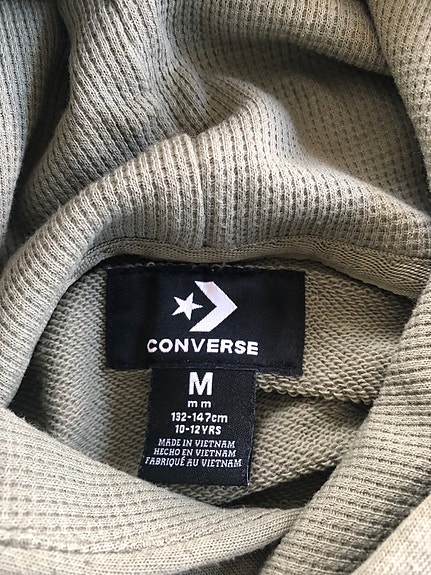 CONVERSE
M
m m
132-147cm
10-12YRS
MADE IN VIETNAM
HECHO EN VIETNAM
FABRIQUÉ AU VIETNAM